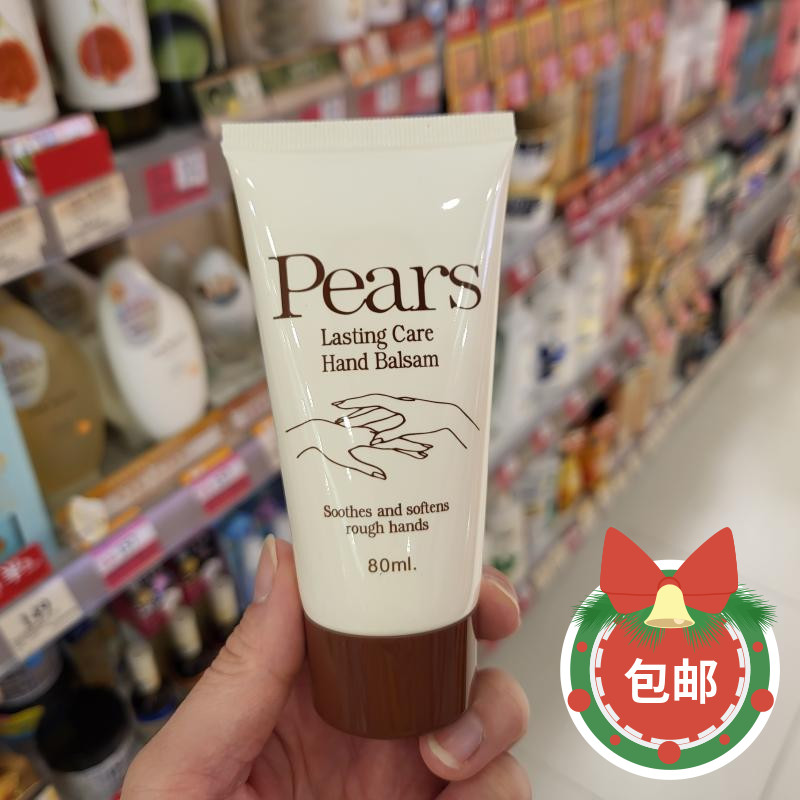 Pears
Lasting Care
Hand Balsam
Soothes and softens
rough hands
80ml.
包邮